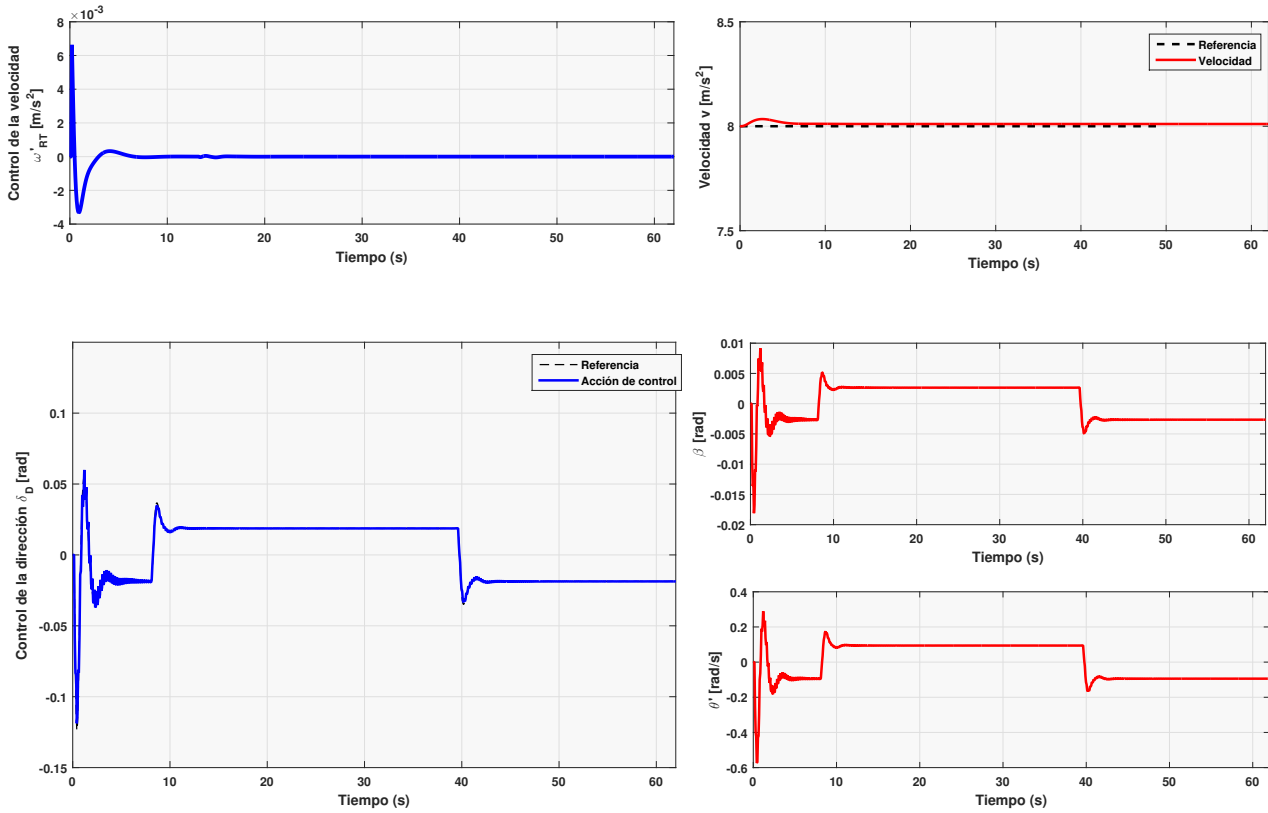 ×10⁻³
8
6
4
2
0
-2
-4
0 10 20 30 40 50 60
Tiempo (s)
Control de la velocidad
ω'_RT [m/s²]
8.5
8
7.5
0 10 20 30 40 50 60
Tiempo (s)
Velocidad v [m/s²]
Referencia
Velocidad
0.1
0.05
0
-0.05
-0.1
-0.15
0 10 20 30 40 50 60
Tiempo (s)
Control de la dirección δ_D [rad]
Referencia
Acción de control
0.01
0.005
0
-0.005
-0.01
-0.015
-0.02
0 10 20 30 40 50 60
Tiempo (s)
β [rad]
0.4
0.2
0
-0.2
-0.4
-0.6
0 10 20 30 40 50 60
Tiempo (s)
θ' [rad/s]